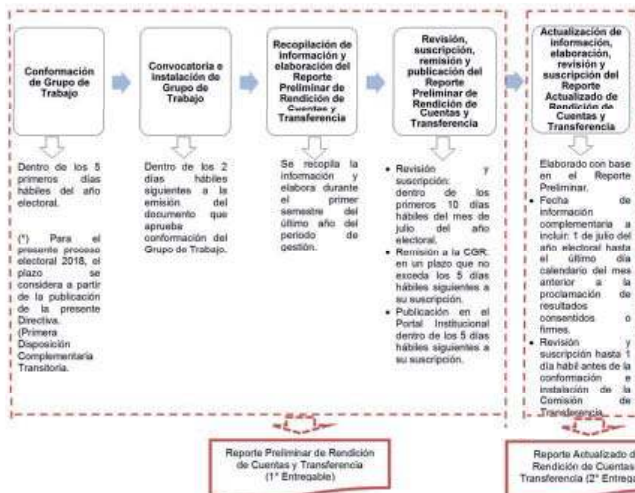 Conformación
de Grupo de
Trabajo
Convocatoria e
instalación de
Grupo de
Trabajo
Recopilación de
información y
elaboración del
Reporte
Preliminar de
Rendición de
Cuentas y
Transferencia
Revisión,
suscripción,
remisión y
publicación del
Reporte
Preliminar de
Rendición de
Cuentas y
Transferencia
Actualización de
información,
elaboración,
revisión y
suscripción del
Reporte
Actualizado de
Rendición de
Cuentas y
Transferencia
Dentro de los 5
primeros días
hábiles del año
electoral.
(*) Para el
presente proceso
electoral 2018, el
plazo se
considera a partir
de la publicación
de la presente
Directiva.
(Primera
Disposición
Complementaria
Transitoria.
Dentro de los 2
días hábiles
siguientes a la
emisión del
documento que
aprueba
conformación del
Grupo de Trabajo.
Se recopila la
información y
elabora durante
el primer
semestre del
último año del
periodo de
gestión.
• Revisión y
suscripción:
dentro de los
primeros 10 días
hábiles del mes de
julio del año
electoral.
• Remisión a la CGR:
en un plazo que no
exceda los 5 días
hábiles siguientes a
su suscripción.
• Publicación en el
Portal Institucional
dentro de los 5 días
hábiles siguientes a
su suscripción.
Elaborado con base
en el Reporte
Preliminar.
• Fecha de
información
complementaria a
incluir: 1 de julio del
año electoral hasta
el último día
calendario del mes
anterior a la
proclamación de
resultados
consentidos o
firmes.
• Revisión y
suscripción hasta 1
día hábil antes de la
conformación e
instalación de la
Comisión de
Transferencia
Reporte Preliminar de Rendición
de Cuentas y Transferencia
(1° Entregable)
Reporte Actualizado d
Rendición de Cuentas
Transferencia (2° Entreg